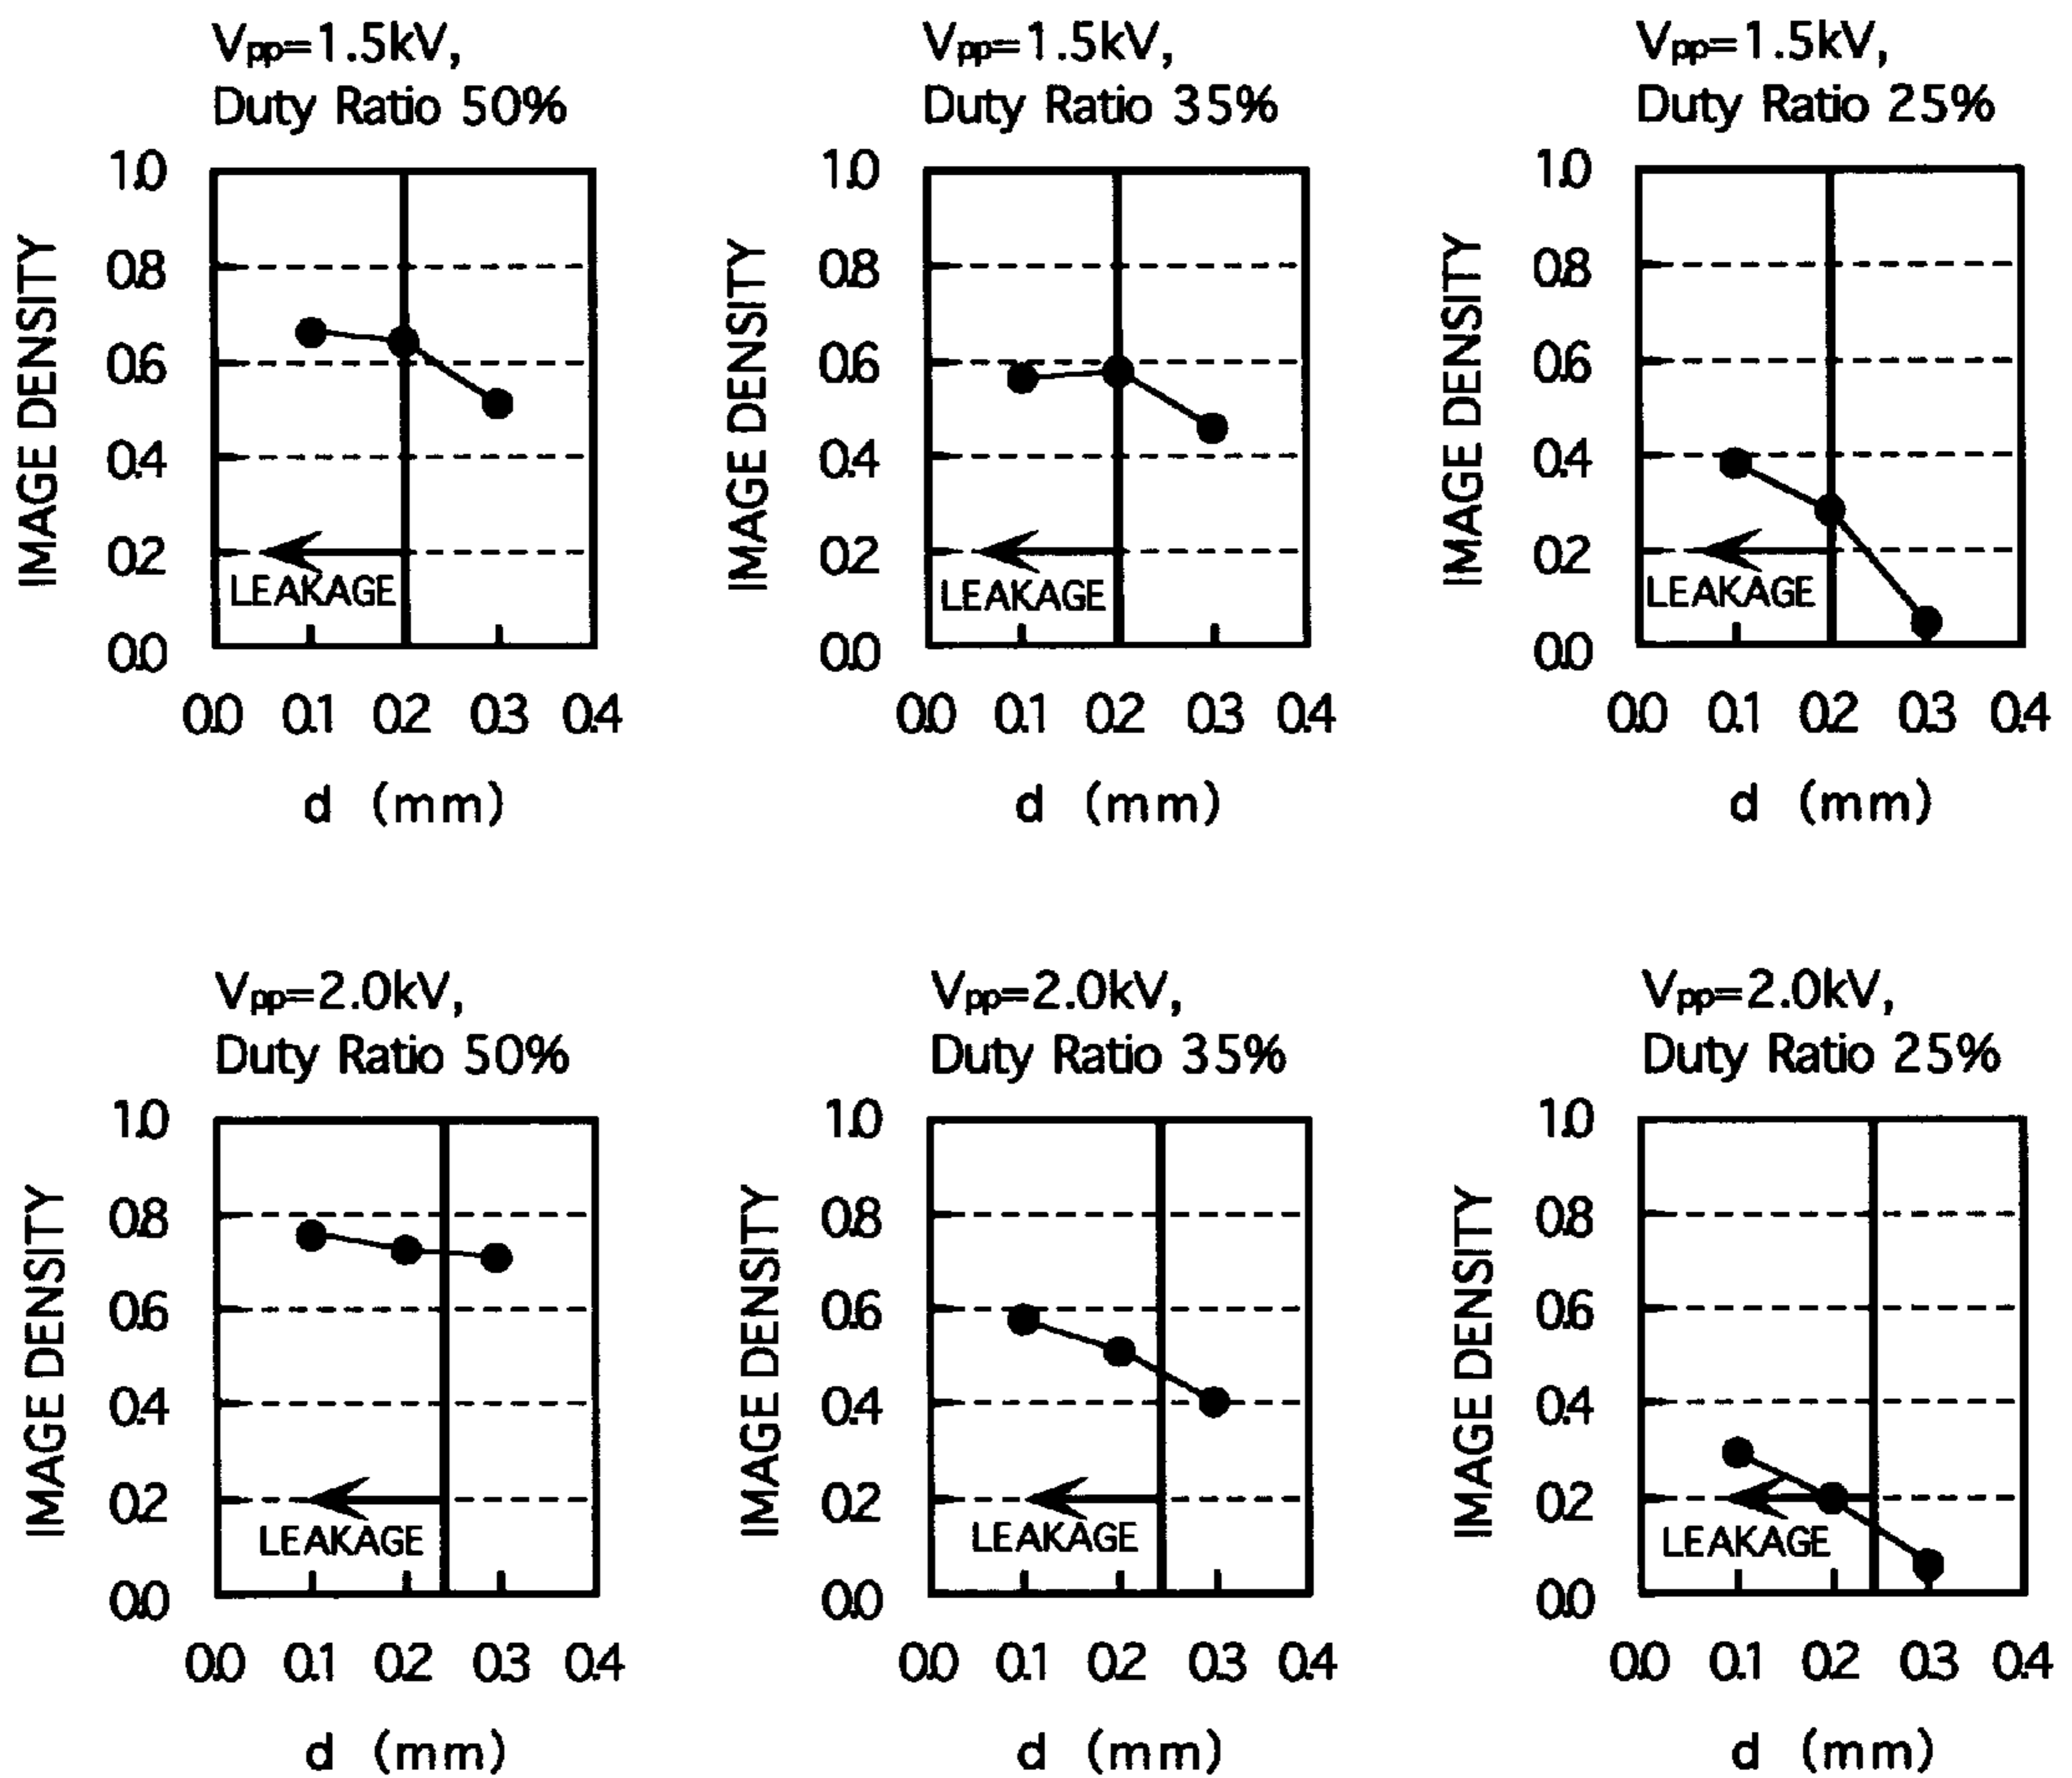 Vpp=1.5kV,
Duty Ratio 50%
IMAGE DENSITY
1.0
0.8
0.6
0.4
0.2
0.0
LEAKAGE
0.0 0.1 0.2 0.3 0.4
d (mm)
Vpp=1.5kV,
Duty Ratio 35%
IMAGE DENSITY
1.0
0.8
0.6
0.4
0.2
0.0
LEAKAGE
0.0 0.1 0.2 0.3 0.4
d (mm)
Vpp=1.5kV,
Duty Ratio 25%
IMAGE DENSITY
1.0
0.8
0.6
0.4
0.2
0.0
LEAKAGE
0.0 0.1 0.2 0.3 0.4
d (mm)
Vpp=2.0kV,
Duty Ratio 50%
IMAGE DENSITY
1.0
0.8
0.6
0.4
0.2
0.0
LEAKAGE
0.0 0.1 0.2 0.3 0.4
d (mm)
Vpp=2.0kV,
Duty Ratio 35%
IMAGE DENSITY
1.0
0.8
0.6
0.4
0.2
0.0
LEAKAGE
0.0 0.1 0.2 0.3 0.4
d (mm)
Vpp=2.0kV,
Duty Ratio 25%
IMAGE DENSITY
1.0
0.8
0.6
0.4
0.2
0.0
LEAKAGE
0.0 0.1 0.2 0.3 0.4
d (mm)